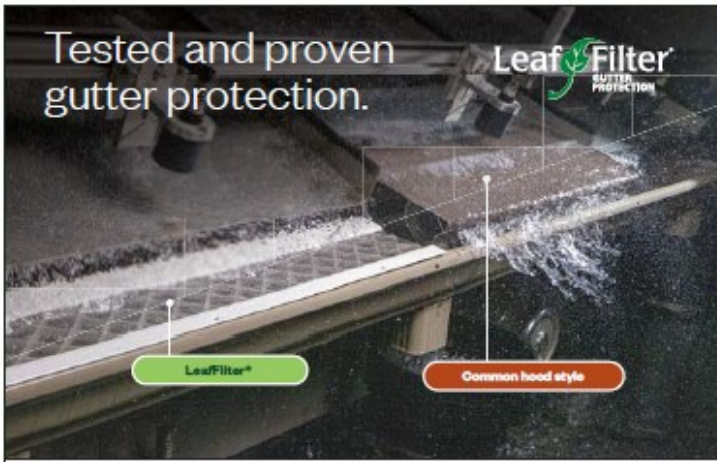 Tested and proven
gutter protection.
LeafFilter®
GUTTER
PROTECTION
LeafFilter®
Common hood style